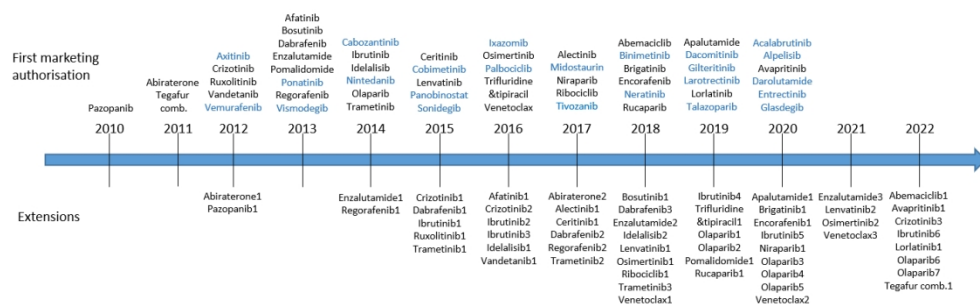 First marketing
authorisation
Pazopanib
2010
Abiraterone
Tegafur
comb.
2011
Axitinib
Crizotinib
Ruxolitinib
Vandetanib
Vemurafenib
2012
Afatinib
Bosutinib
Dabrafenib
Enzalutamide
Pomalidomide
Ponatinib
Regorafenib
Vismodegib
2013
Cabozantinib
Ibrutinib
Idelalisib
Nintedanib
Olaparib
Trametinib
2014
Ceritinib
Cobimetinib
Lenvatinib
Panobinostat
Sonidegib
2015
Ixazomib
Osimertinib
Palbociclib
Trifluridine
&tipiracil
Venetoclax
2016
Alectinib
Midostaurin
Niraparib
Ribociclib
Tivozanib
2017
Abemaciclib
Binimetinib
Brigatinib
Encorafenib
Neratinib
Rucaparib
2018
Apalutamide
Dacomitinib
Gilteritinib
Larotrectinib
Lorlatinib
Talazoparib
2019
Acalabrutinib
Alpelisib
Avapritinib
Darolutamide
Entrectinib
Glasdegib
2020
2021
2022
Extensions
Abiraterone1
Pazopanib1
Enzalutamide1
Regorafenib1
Crizotinib1
Dabrafenib1
Ibrutinib1
Ruxolitinib1
Trametinib1
Afatinib1
Crizotinib2
Ibrutinib2
Ibrutinib3
Idelalisib1
Vandetanib1
Abiraterone2
Alectinib1
Ceritinib1
Dabrafenib2
Regorafenib2
Trametinib2
Bosutinib1
Dabrafenib3
Enzalutamide2
Idelalisib2
Lenvatinib1
Osimertinib1
Ribociclib1
Trametinib3
Venetoclax1
Ibrutinib4
Trifluridine
&tipiracil1
Olaparib1
Olaparib2
Pomalidomide1
Rucaparib1
Apalutamide1
Brigatinib1
Encorafenib1
Ibrutinib5
Niraparib1
Olaparib3
Olaparib4
Olaparib5
Venetoclax2
Enzalutamide3
Lenvatinib2
Osimertinib2
Venetoclax3
Abemaciclib1
Avapritinib1
Crizotinib3
Ibrutinib6
Lorlatinib1
Olaparib6
Olaparib7
Tegafur comb.1